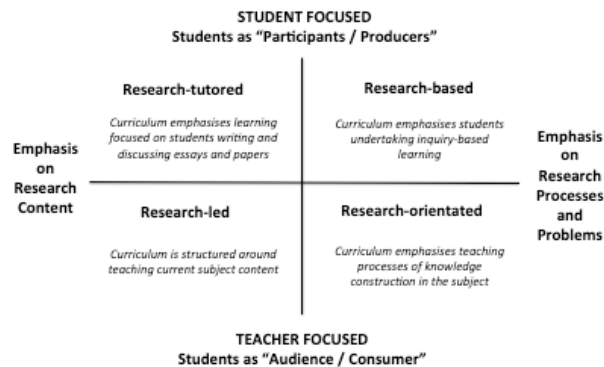 STUDENT FOCUSED
Students as “Participants / Producers”
Research-tutored
Curriculum emphasises learning
focused on students writing and
discussing essays and papers
Research-based
Curriculum emphasises students
undertaking inquiry-based
learning
Emphasis
on
Research
Content
Emphasis
on
Research
Processes
and
Problems
Research-led
Curriculum is structured around
teaching current subject content
Research-orientated
Curriculum emphasises teaching
processes of knowledge
construction in the subject
TEACHER FOCUSED
Students as “Audience / Consumer”